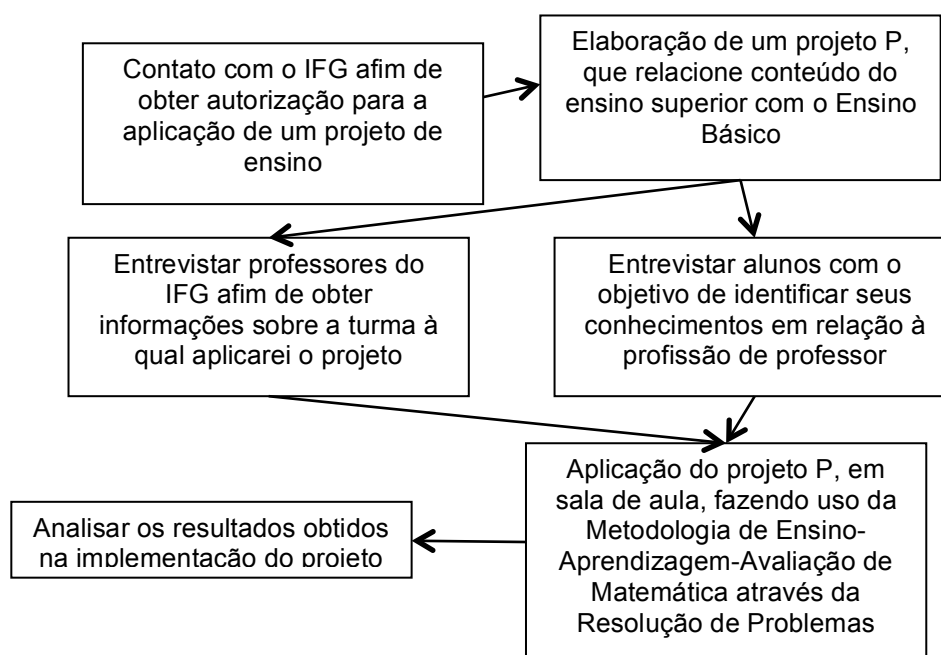 Contato com o IFG afim de
obter autorização para a
aplicação de um projeto de
ensino
Elaboração de um projeto P,
que relacione conteúdo do
ensino superior com o Ensino
Básico
Entrevistar professores do
IFG afim de obter
informações sobre a turma à
qual aplicarei o projeto
Entrevistar alunos com o
objetivo de identificar seus
conhecimentos em relação à
profissão de professor
Aplicação do projeto P, em
sala de aula, fazendo uso da
Metodologia de Ensino-
Aprendizagem-Avaliação de
Matemática através da
Resolução de Problemas
Analisar os resultados obtidos
na implementação do projeto